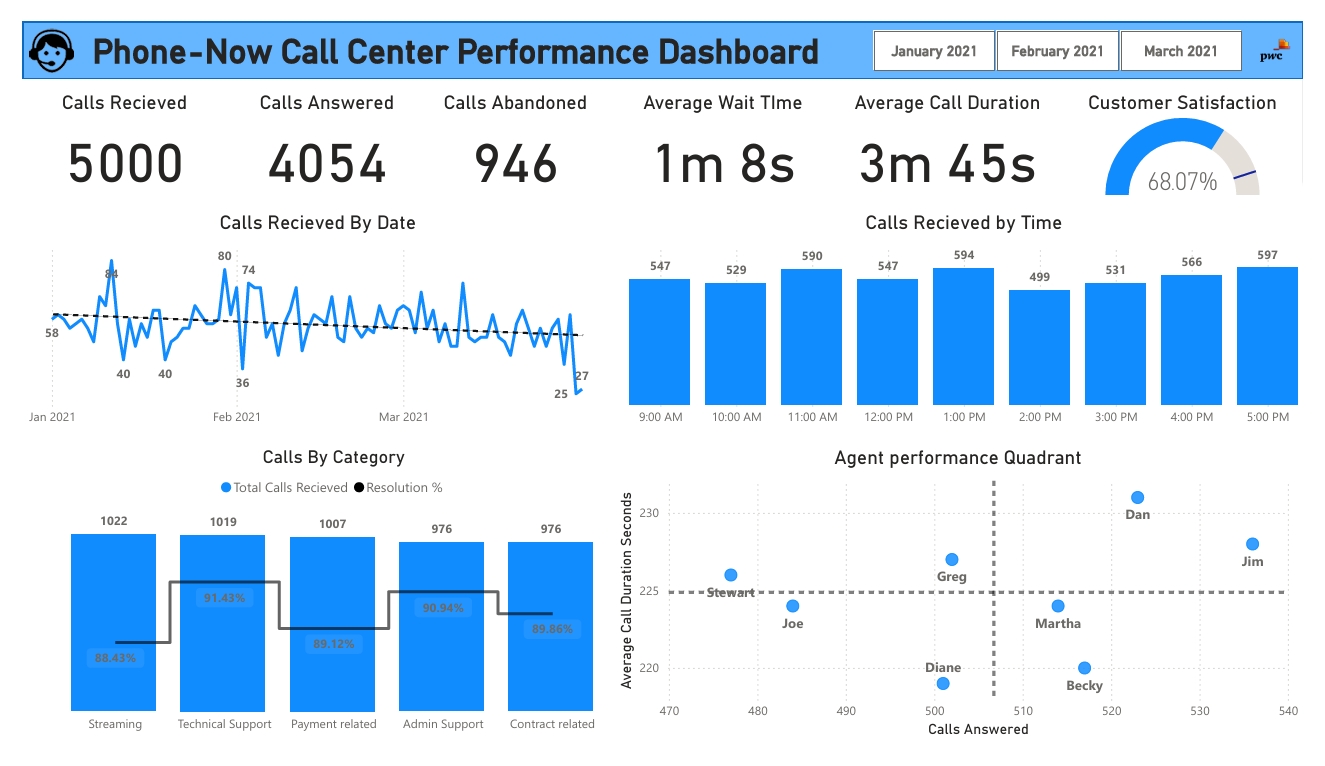 Phone-Now Call Center Performance Dashboard
January 2021
February 2021
March 2021
pwc
Calls Recieved
5000
Calls Answered
4054
Calls Abandoned
946
Average Wait TIme
1m 8s
Average Call Duration
3m 45s
Customer Satisfaction
68.07%
Calls Recieved By Date
84
80
74
58
40
40
36
27
25
Jan 2021
Feb 2021
Mar 2021
Calls Recieved by Time
547
529
590
547
594
499
531
566
597
9:00 AM
10:00 AM
11:00 AM
12:00 PM
1:00 PM
2:00 PM
3:00 PM
4:00 PM
5:00 PM
Calls By Category
Total Calls Recieved
Resolution %
1022
1019
1007
976
976
88.43%
91.43%
89.12%
90.94%
89.86%
Streaming
Technical Support
Payment related
Admin Support
Contract related
Agent performance Quadrant
Average Call Duration Seconds
230
225
220
Dan
Jim
Greg
Stewart
Joe
Martha
Diane
Becky
470
480
490
500
510
520
530
540
Calls Answered